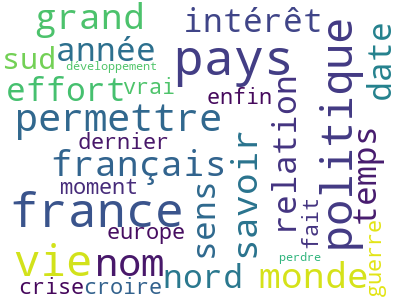 grand
intérêt
sud
année
pays
politique
date
développement
effort
vrai
enfin
permettre
relation
temps
dernier
français
savoir
moment
sens
fait
france
europe
guerre
vie
nom
nord
monde
perdre
crise
croire